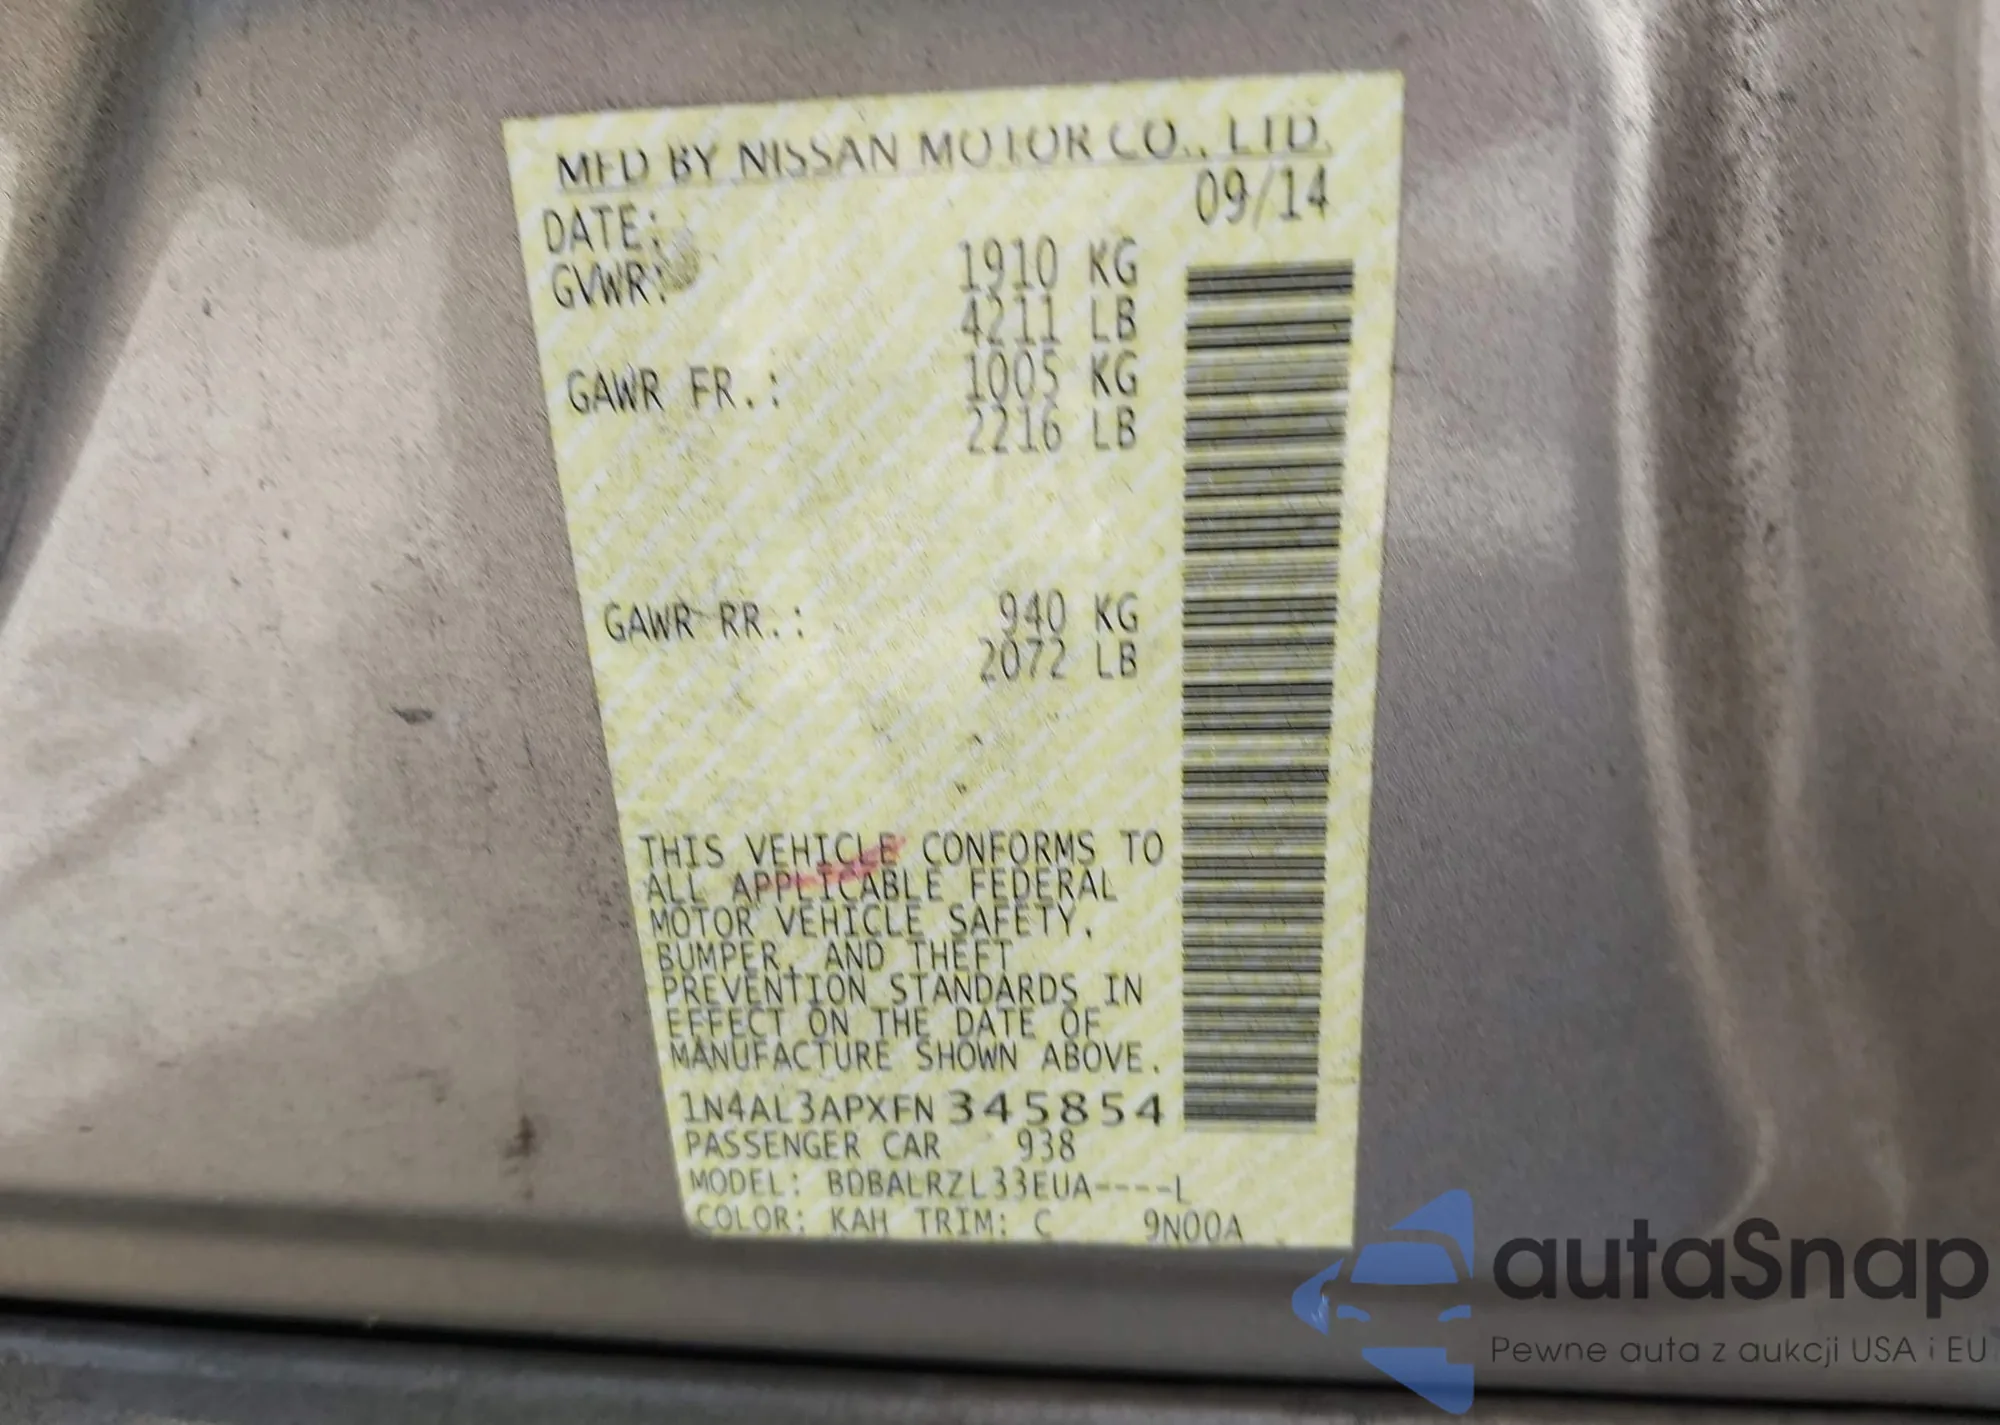 MFD BY NISSAN MOTOR CO., LTD.
DATE: 09/14
GVWR: 1910 KG
4211 LB
GAWR FR.: 1005 KG
2216 LB
GAWR RR.: 940 KG
2072 LB
THIS VEHICLE CONFORMS TO
ALL APPLICABLE FEDERAL
MOTOR VEHICLE SAFETY,
BUMPER, AND THEFT
PREVENTION STANDARDS IN
EFFECT ON THE DATE OF
MANUFACTURE SHOWN ABOVE.
1N4AL3APXFN345854
PASSENGER CAR 938
MODEL: BDBALRZL33EUA----L
COLOR: KAH TRIM: C 9N00A
autaSnap
Pewne auta z aukcji USA i EU